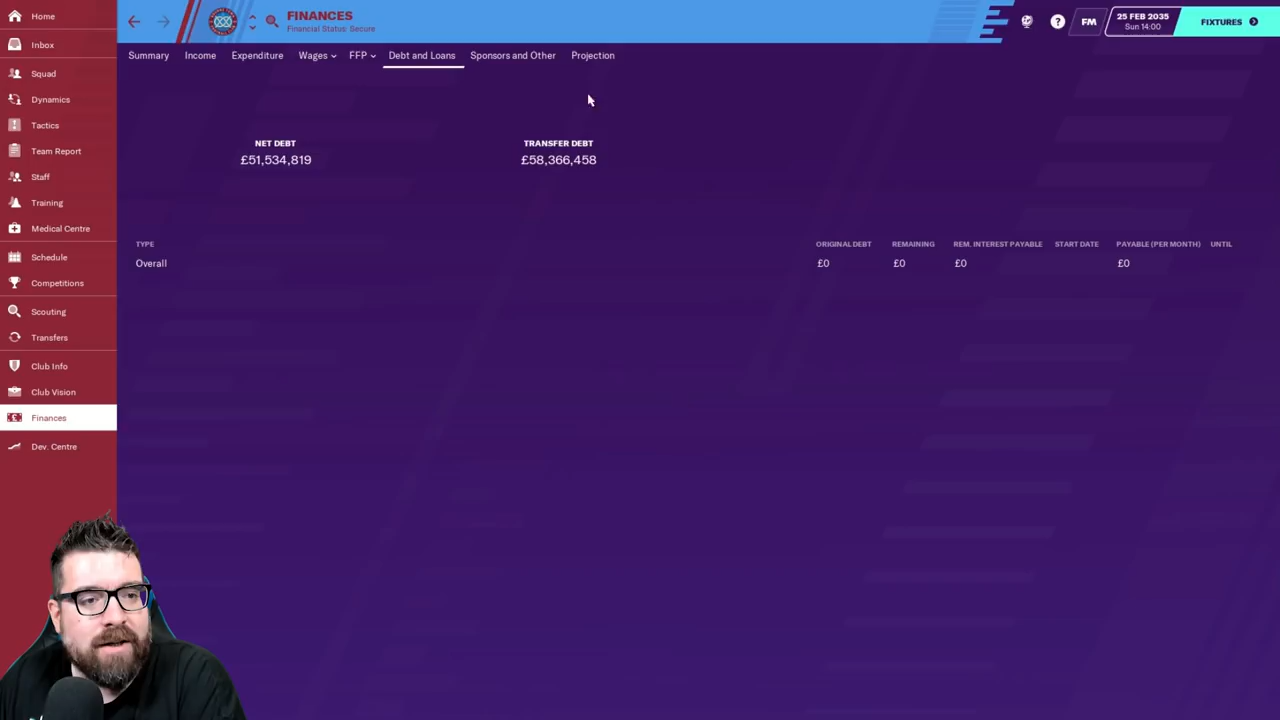 Home
Inbox
Squad
Dynamics
Tactics
Team Report
Staff
Training
Medical Centre
Schedule
Competitions
Scouting
Transfers
Club Info
Club Vision
Finances
Dev. Centre
FINANCES
Financial Status: Secure
?
FM
25 FEB 2035
Sun 14:00
FIXTURES
Summary Income Expenditure Wages FFP Debt and Loans Sponsors and Other Projection
NET DEBT
£51,534,819
TRANSFER DEBT
£58,366,458
TYPE ORIGINAL DEBT REMAINING REM. INTEREST PAYABLE START DATE PAYABLE (PER MONTH) UNTIL
Overall £0 £0 £0 £0